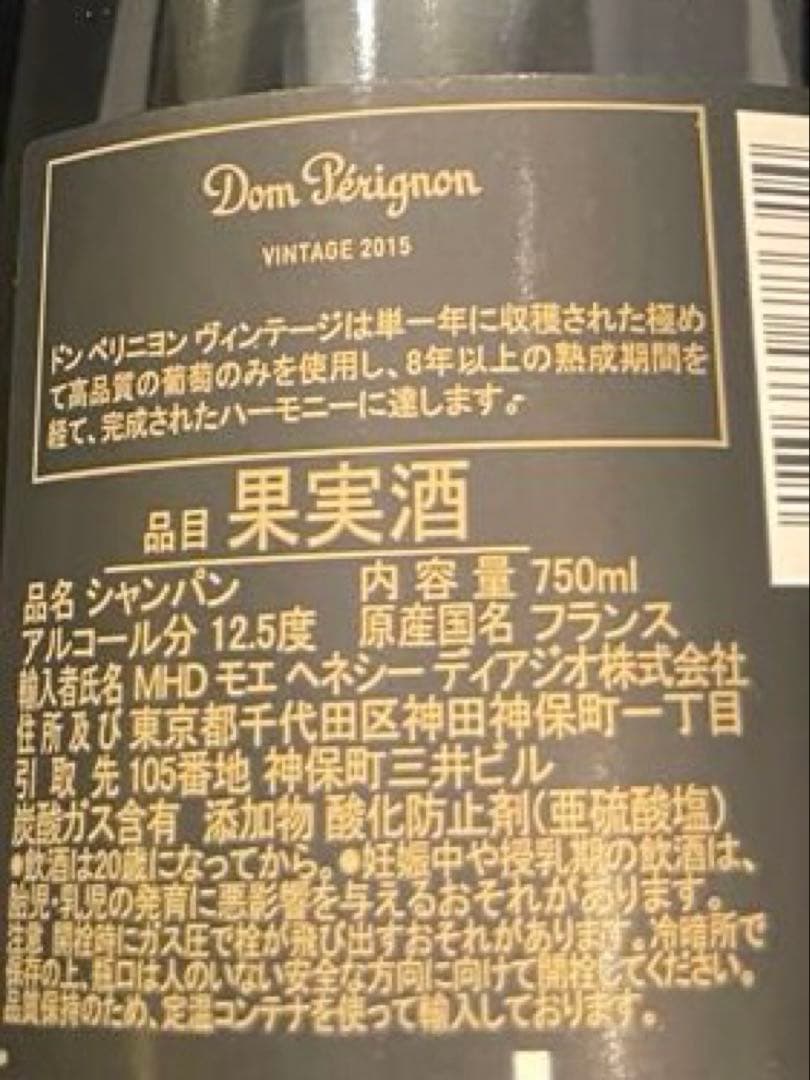 Dom Pérignon
VINTAGE 2015
ドン ペリニヨン ヴィンテージは単一年に収穫された極め
て高品質の葡萄のみを使用し、8年以上の熟成期間を
経て、完成されたハーモニーに達します。
品目 果実酒
品名 シャンパン 内容量 750ml
アルコール分 12.5度 原産国名 フランス
輸入者氏名 MHD モエ ヘネシー ディアジオ株式会社
住所及び 東京都千代田区神田神保町一丁目
引取先 105番地 神保町三井ビル
炭酸ガス含有 添加物 酸化防止剤(亜硫酸塩)
●飲酒は20歳になってから。●妊娠中や授乳期の飲酒は、
胎児・乳児の発育に悪影響を与えるおそれがあります。
注意 開栓時にガス圧で栓が飛び出すおそれがあります。冷暗所で
保存の上、瓶口は人のいない安全な方向に向けて開栓してください。
品質保持のため、定温コンテナを使って輸入しております。